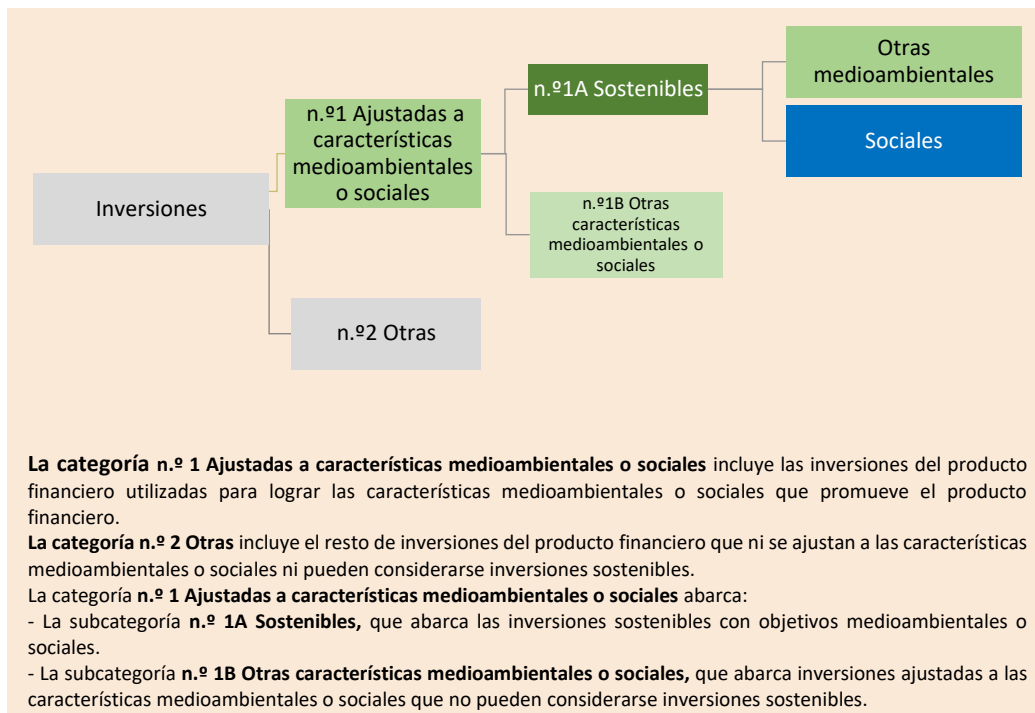 Inversiones
n.º1 Ajustadas a
características
medioambientales
o sociales
n.º1A Sostenibles
Otras
medioambientales
Sociales
n.º1B Otras
características
medioambientales o
sociales
n.º2 Otras
La categoría n.º 1 Ajustadas a características medioambientales o sociales incluye las inversiones del producto
financiero utilizadas para lograr las características medioambientales o sociales que promueve el producto
financiero.
La categoría n.º 2 Otras incluye el resto de inversiones del producto financiero que ni se ajustan a las características
medioambientales o sociales ni pueden considerarse inversiones sostenibles.
La categoría n.º 1 Ajustadas a características medioambientales o sociales abarca:
- La subcategoría n.º 1A Sostenibles, que abarca las inversiones sostenibles con objetivos medioambientales o
sociales.
- La subcategoría n.º 1B Otras características medioambientales o sociales, que abarca inversiones ajustadas a las
características medioambientales o sociales que no pueden considerarse inversiones sostenibles.